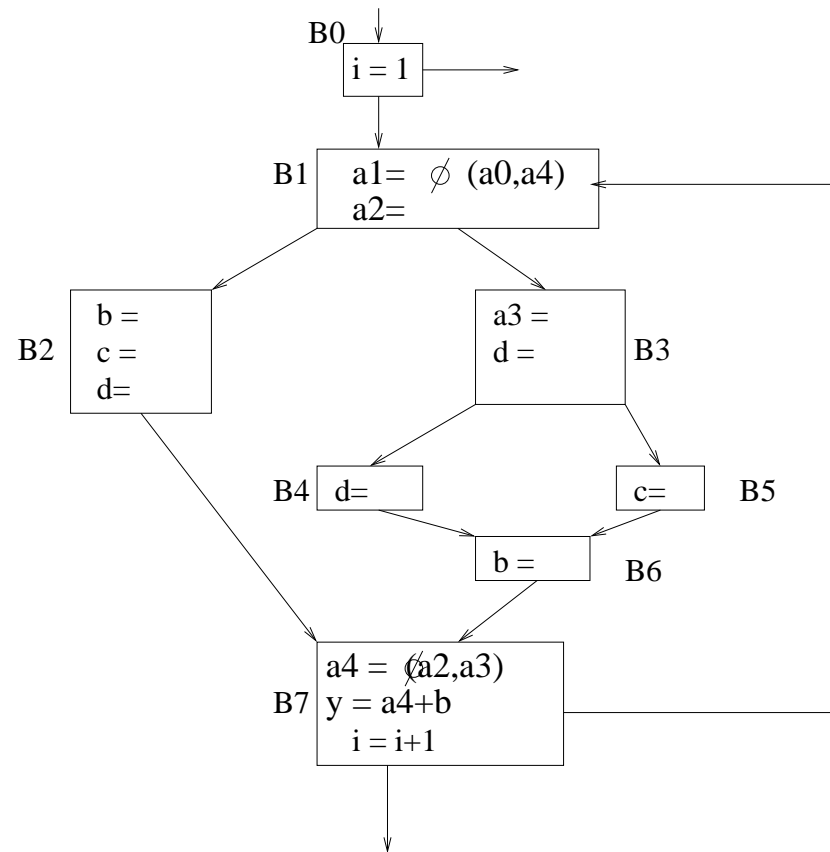 B0
i = 1
B1
a1= ϕ (a0,a4)
a2=
b =
c =
d=
B2
a3 =
d =
B3
B4
d=
c=
B5
b =
B6
a4 = ϕ(a2,a3)
B7
y = a4+b
i = i+1